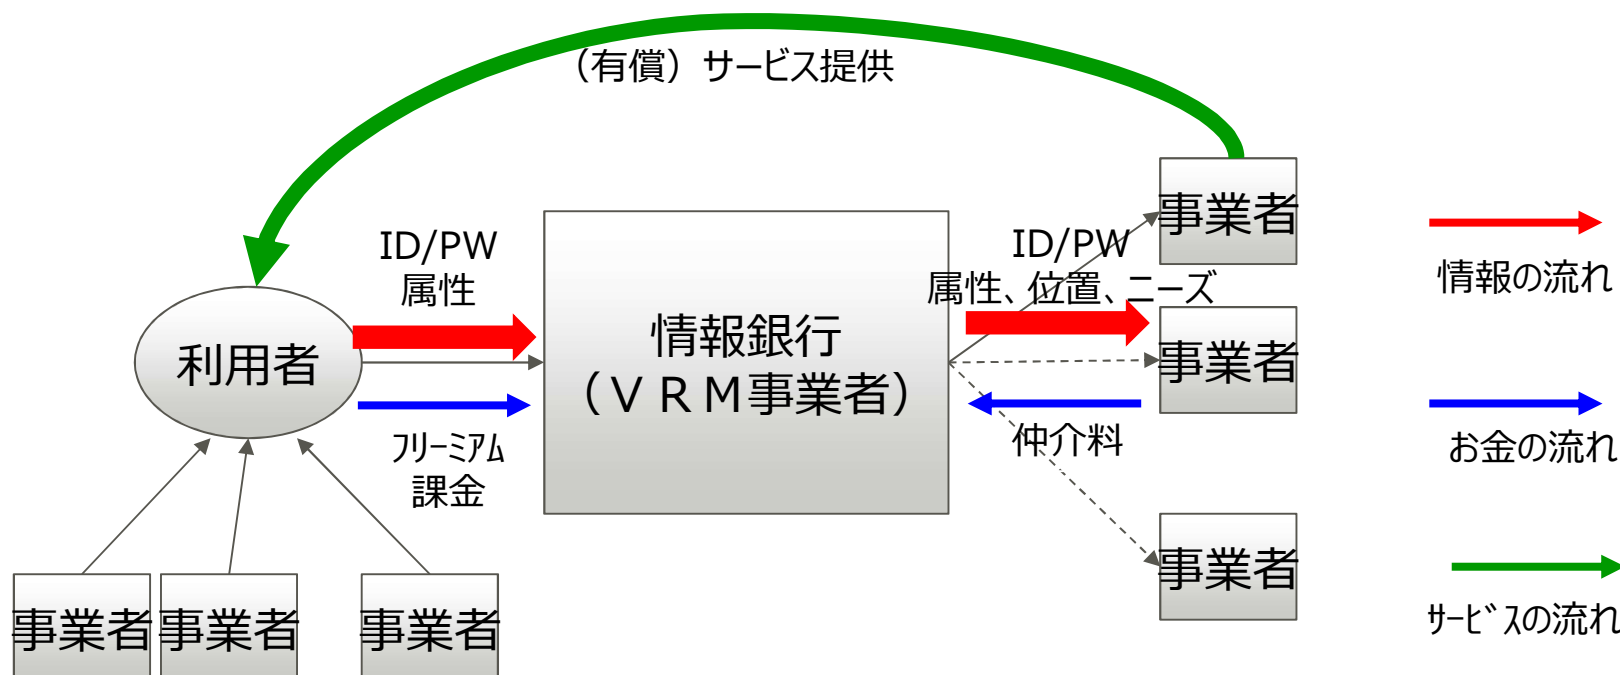 （有償）サービス提供
事業者
ID/PW
属性
ID/PW
属性、位置、ニーズ
情報の流れ
利用者
情報銀行
（ＶＲＭ事業者）
事業者
ﾌﾘｰﾐｱﾑ
課金
仲介料
お金の流れ
事業者
事業者
事業者
事業者
ｻｰﾋﾞｽの流れ